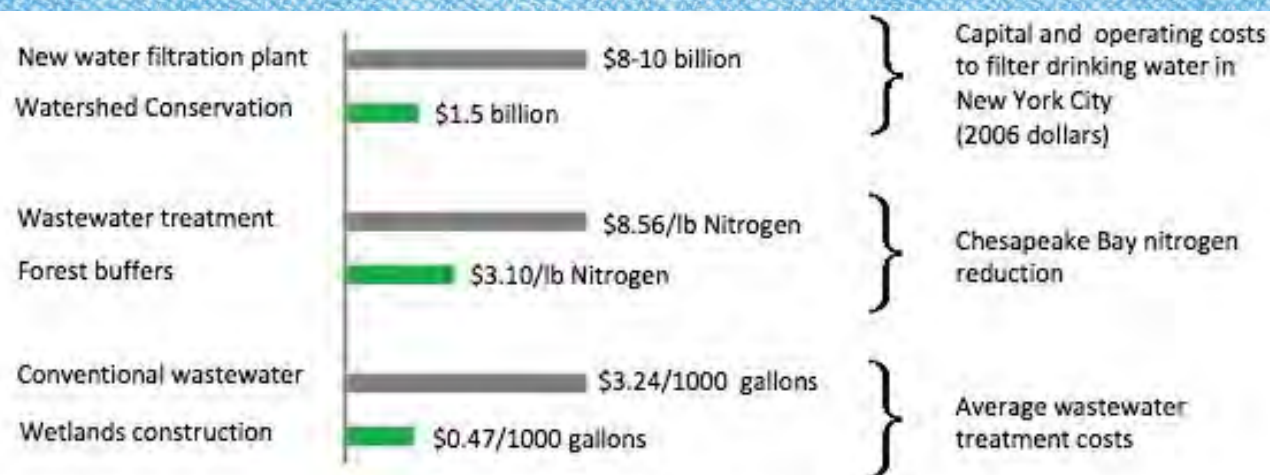 New water filtration plant
$8-10 billion
Watershed Conservation
$1.5 billion
Capital and operating costs
to filter drinking water in
New York City
(2006 dollars)
Wastewater treatment
$8.56/lb Nitrogen
Forest buffers
$3.10/lb Nitrogen
Chesapeake Bay nitrogen
reduction
Conventional wastewater
$3.24/1000 gallons
Wetlands construction
$0.47/1000 gallons
Average wastewater
treatment costs